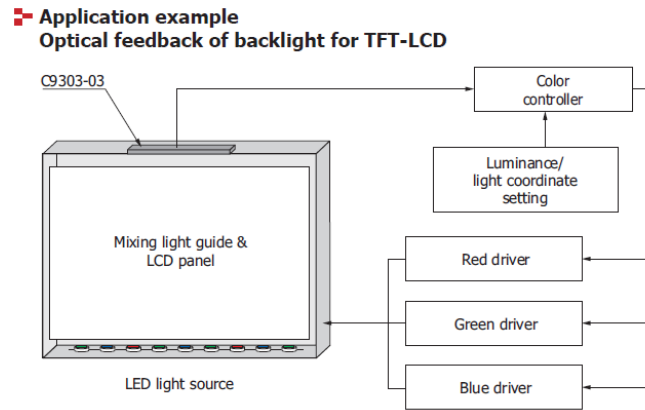 Application example
Optical feedback of backlight for TFT-LCD
C9303-03
Color
controller
Luminance/
light coordinate
setting
Mixing light guide &
LCD panel
Red driver
Green driver
Blue driver
LED light source